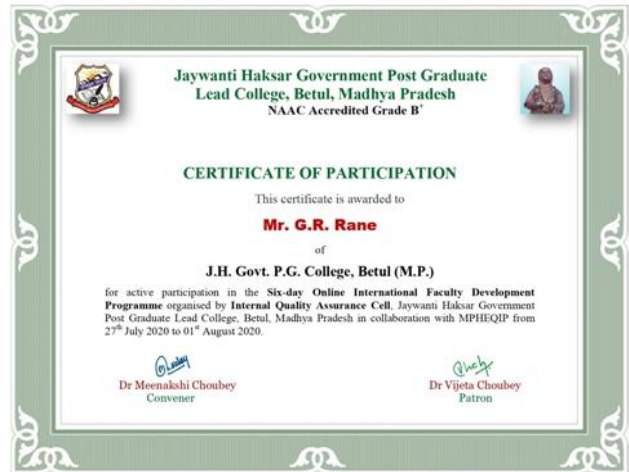 Jaywanti Haksar Government Post Graduate
Lead College, Betul, Madhya Pradesh
NAAC Accredited Grade B+
CERTIFICATE OF PARTICIPATION
This certificate is awarded to
Mr. G.R. Rane
of
J.H. Govt. P.G. College, Betul (M.P.)
for active participation in the Six-day Online International Faculty Development
Programme organised by Internal Quality Assurance Cell, Jaywanti Haksar Government
Post Graduate Lead College, Betul, Madhya Pradesh in collaboration with MPHEQIP from
27th July 2020 to 01st August 2020.
Dr Meenakshi Choubey
Convener
Dr Vijeta Choubey
Patron